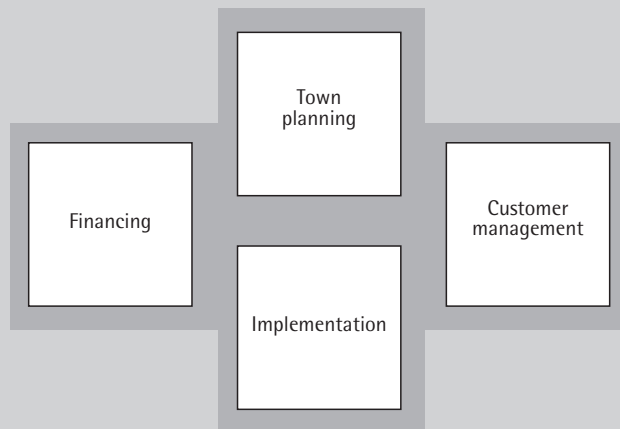 Town
planning
Financing
Customer
management
Implementation